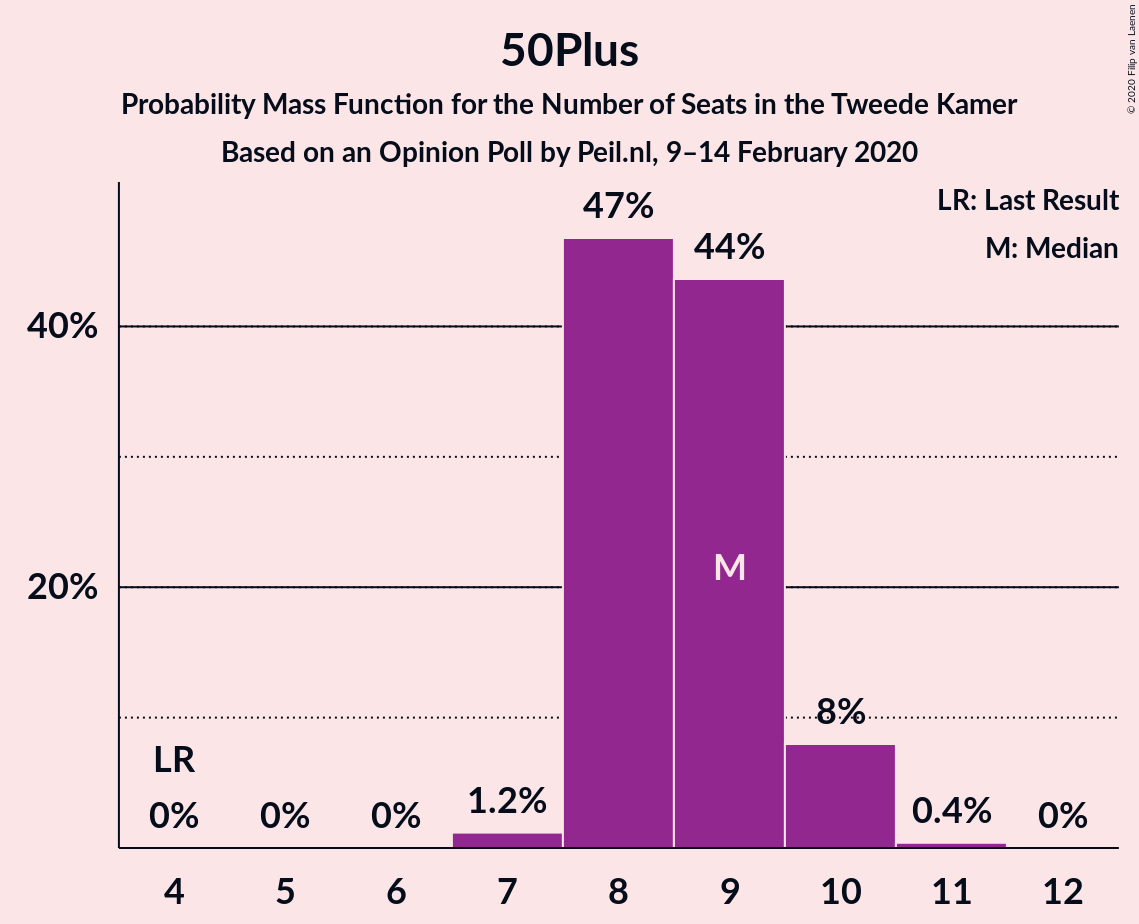 50Plus
Probability Mass Function for the Number of Seats in the Tweede Kamer
Based on an Opinion Poll by Peil.nl, 9–14 February 2020
© 2020 Filip van Laenen
LR: Last Result
M: Median
47%
44%
40%
M
20%
8%
LR
0% 0% 0% 1.2% 0.4% 0%
4 5 6 7 8 9 10 11 12